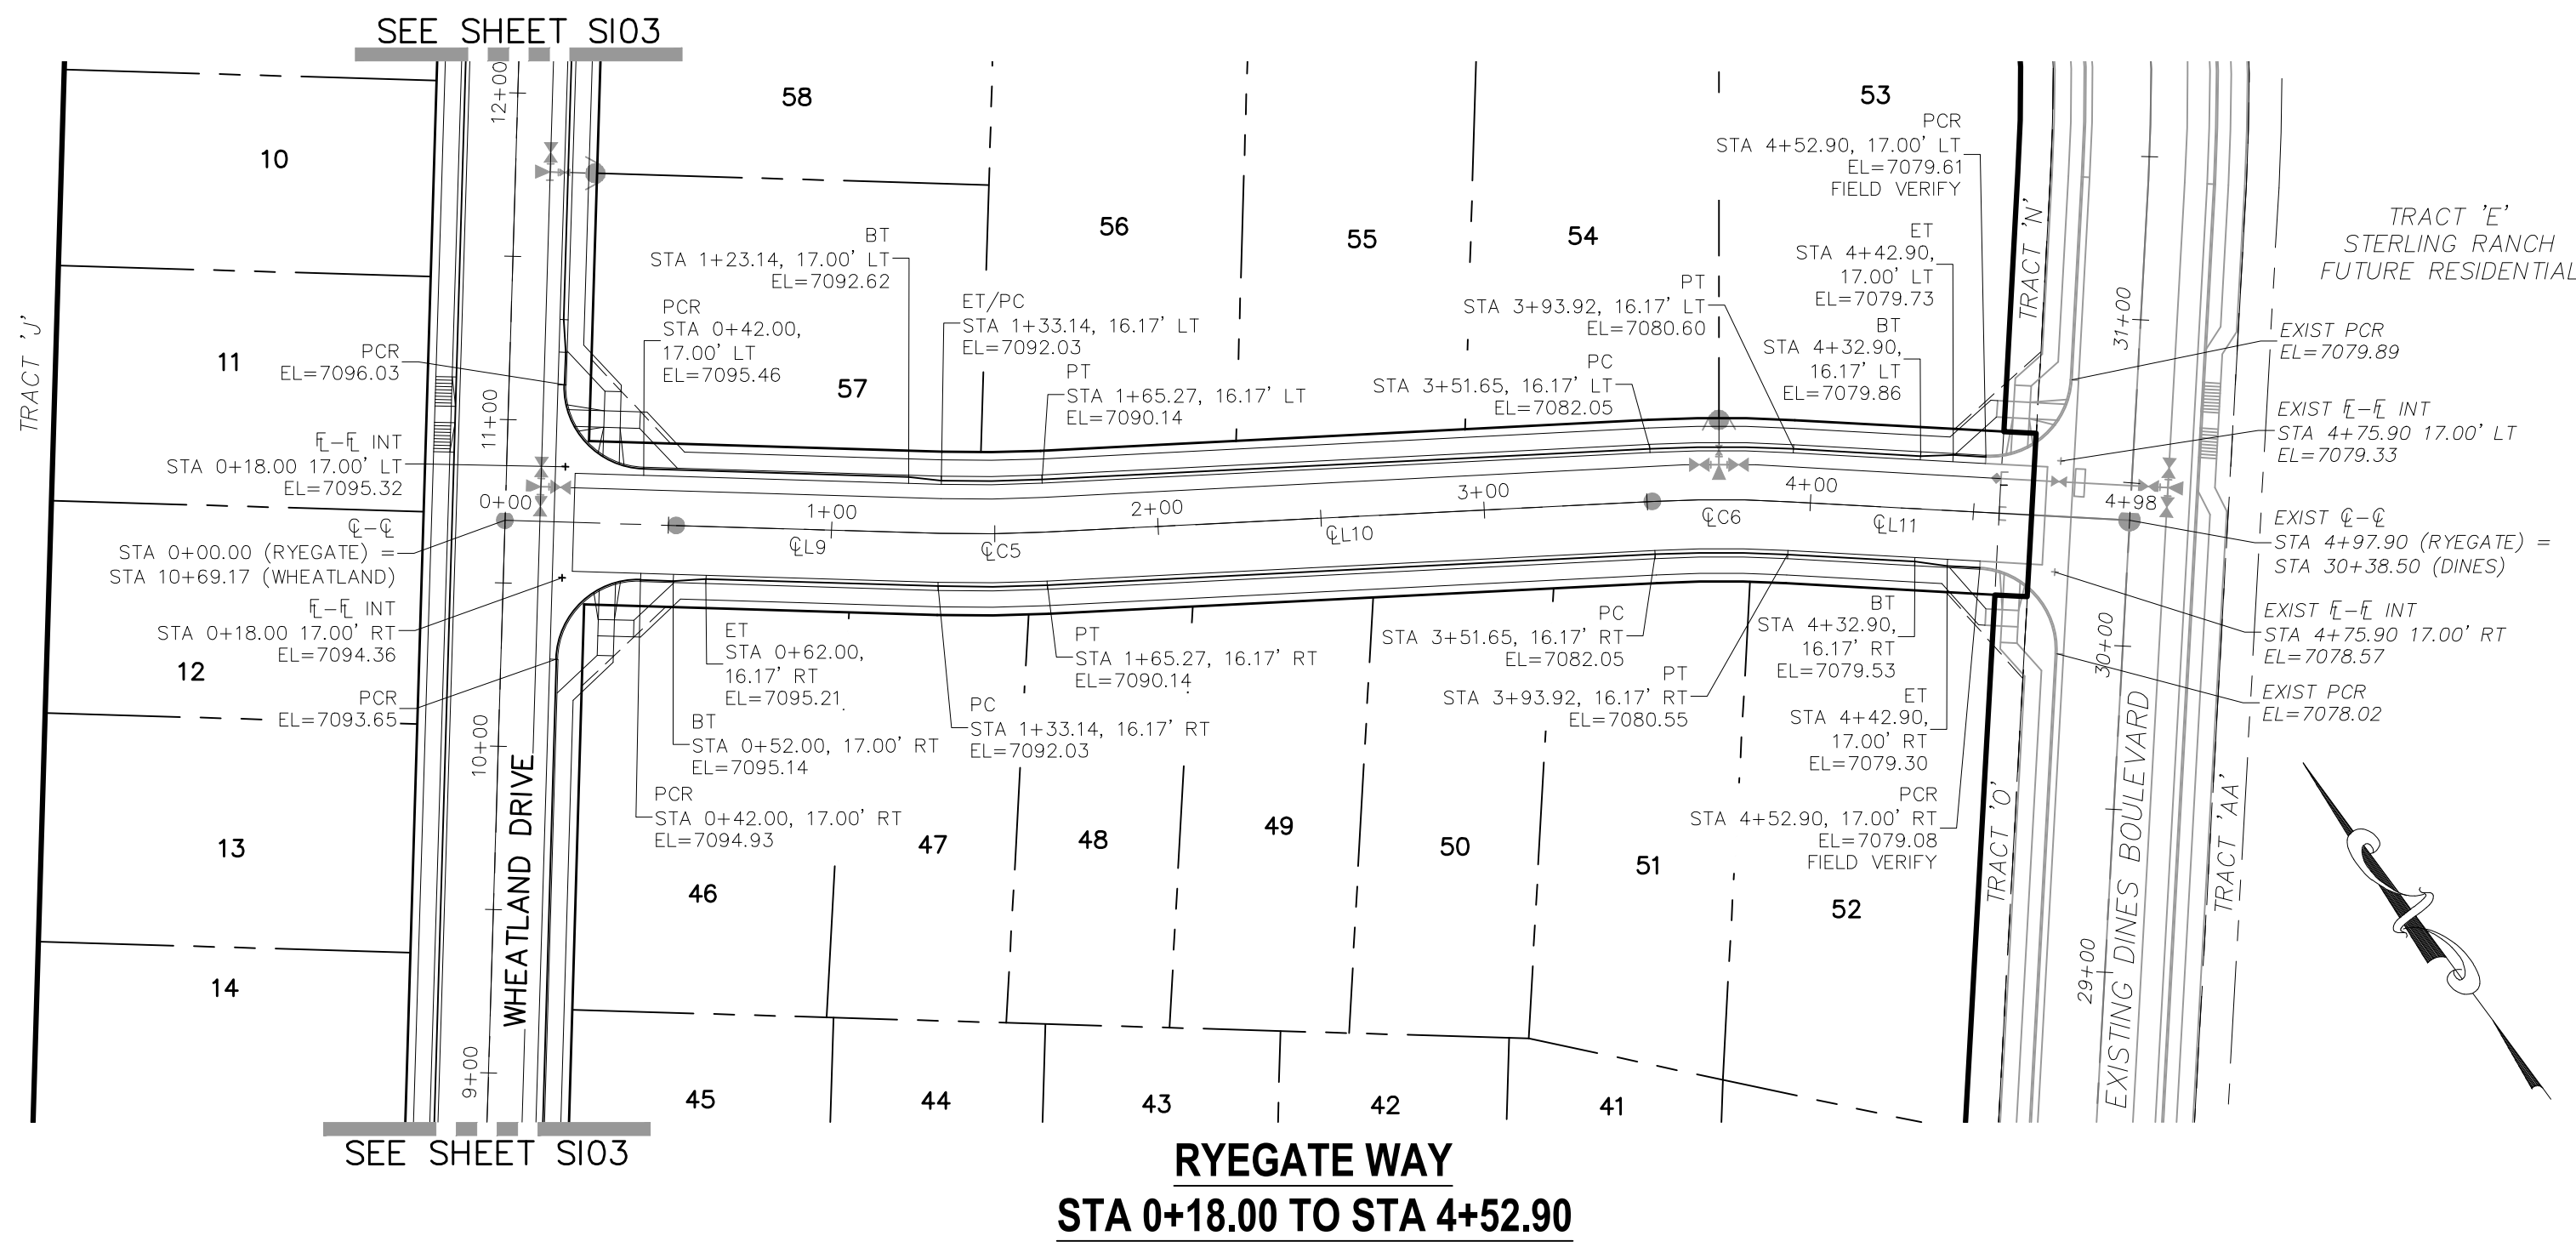 SEE SHEET SI03
12+00
58
53
10
PCR
STA 4+52.90, 17.00' LT
EL=7079.61
FIELD VERIFY
TRACT 'N'
TRACT 'E'
STERLING RANCH
FUTURE RESIDENTIAL
56
55
54
BT
STA 1+23.14, 17.00' LT
EL=7092.62
ET
STA 4+42.90,
17.00' LT
EL=7079.73
PT
STA 3+93.92, 16.17' LT
EL=7080.60
ET/PC
STA 1+33.14, 16.17' LT
EL=7092.03
PCR
STA 0+42.00,
17.00' LT
EL=7095.46
BT
STA 4+32.90,
16.17' LT
EL=7079.86
31+00
EXIST PCR
EL=7079.89
TRACT 'J'
11
PCR
EL=7096.03
57
PT
STA 1+65.27, 16.17' LT
EL=7090.14
PC
STA 3+51.65, 16.17' LT
EL=7082.05
11+00
EXIST FL-FL INT
STA 4+75.90 17.00' LT
EL=7079.33
FL-FL INT
STA 0+18.00 17.00' LT
EL=7095.32
0+00
1+00
2+00
3+00
4+00
4+98
CL L9
CL C5
CL L10
CL C6
CL L11
CL-CL
STA 0+00.00 (RYEGATE) =
STA 10+69.17 (WHEATLAND)
EXIST CL-CL
STA 4+97.90 (RYEGATE) =
STA 30+38.50 (DINES)
FL-FL INT
STA 0+18.00 17.00' RT
EL=7094.36
12
EXIST FL-FL INT
STA 4+75.90 17.00' RT
EL=7078.57
30+00
PCR
EL=7093.65
EXIST PCR
EL=7078.02
ET
STA 0+62.00,
16.17' RT
EL=7095.21
PT
STA 1+65.27, 16.17' RT
EL=7090.14
PC
STA 3+51.65, 16.17' RT
EL=7082.05
BT
STA 4+32.90,
16.17' RT
EL=7079.53
PT
STA 3+93.92, 16.17' RT
EL=7080.55
BT
STA 0+52.00, 17.00' RT
EL=7095.14
PC
STA 1+33.14, 16.17' RT
EL=7092.03
ET
STA 4+42.90,
17.00' RT
EL=7079.30
10+00
PCR
STA 0+42.00, 17.00' RT
EL=7094.93
PCR
STA 4+52.90, 17.00' RT
EL=7079.08
FIELD VERIFY
TRACT 'O'
TRACT 'AA'
13
47
48
49
50
51
52
46
WHEATLAND DRIVE
EXISTING DINES BOULEVARD
29+00
14
9+00
45
44
43
42
41
SEE SHEET SI03
RYEGATE WAY
STA 0+18.00 TO STA 4+52.90